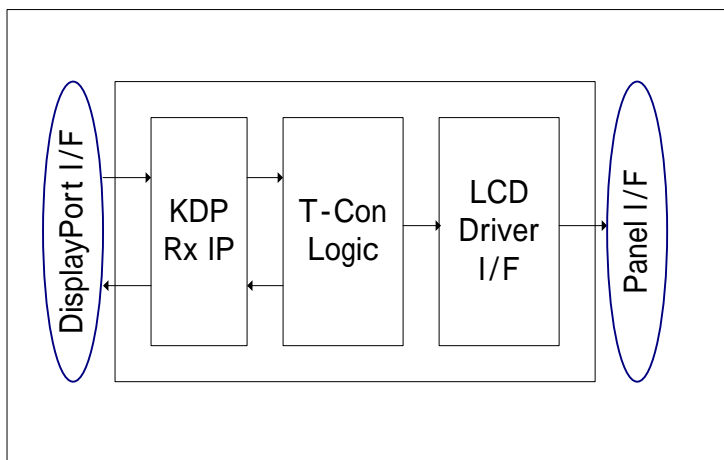 DisplayPort I/F
KDP
Rx IP
T-Con
Logic
LCD
Driver
I/F
Panel I/F